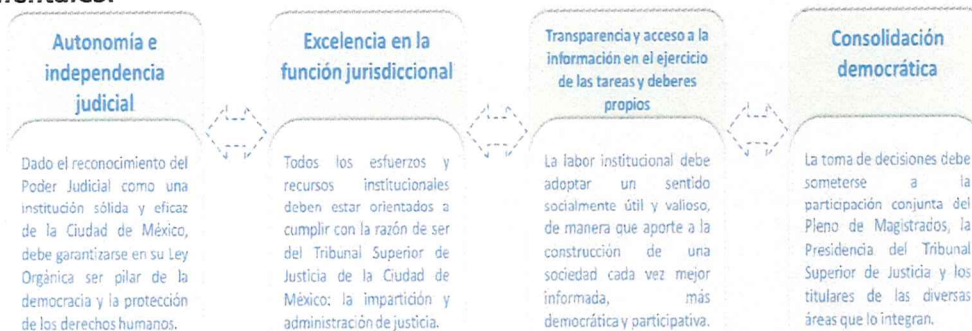 Autonomía e
independencia
judicial
Dado el reconocimiento del
Poder Judicial como una
institución sólida y eficaz
de la Ciudad de México,
debe garantizarse en su Ley
Orgánica ser pilar de la
democracia y la protección
de los derechos humanos.
Excelencia en la
función jurisdiccional
Todos los esfuerzos y
recursos institucionales
deben estar orientados a
cumplir con la razón de ser
del Tribunal Superior de
Justicia de la Ciudad de
México: la impartición y
administración de justicia.
Transparencia y acceso a la
información en el ejercicio
de las tareas y deberes
propios
La labor institucional debe
adoptar un sentido
socialmente útil y valioso,
de manera que aporte a la
construcción de una
sociedad cada vez mejor
informada, más
democrática y participativa.
Consolidación
democrática
La toma de decisiones debe
someterse a la
participación conjunta del
Pleno de Magistrados, la
Presidencia del Tribunal
Superior de Justicia y los
titulares de las diversas
áreas que lo integran.